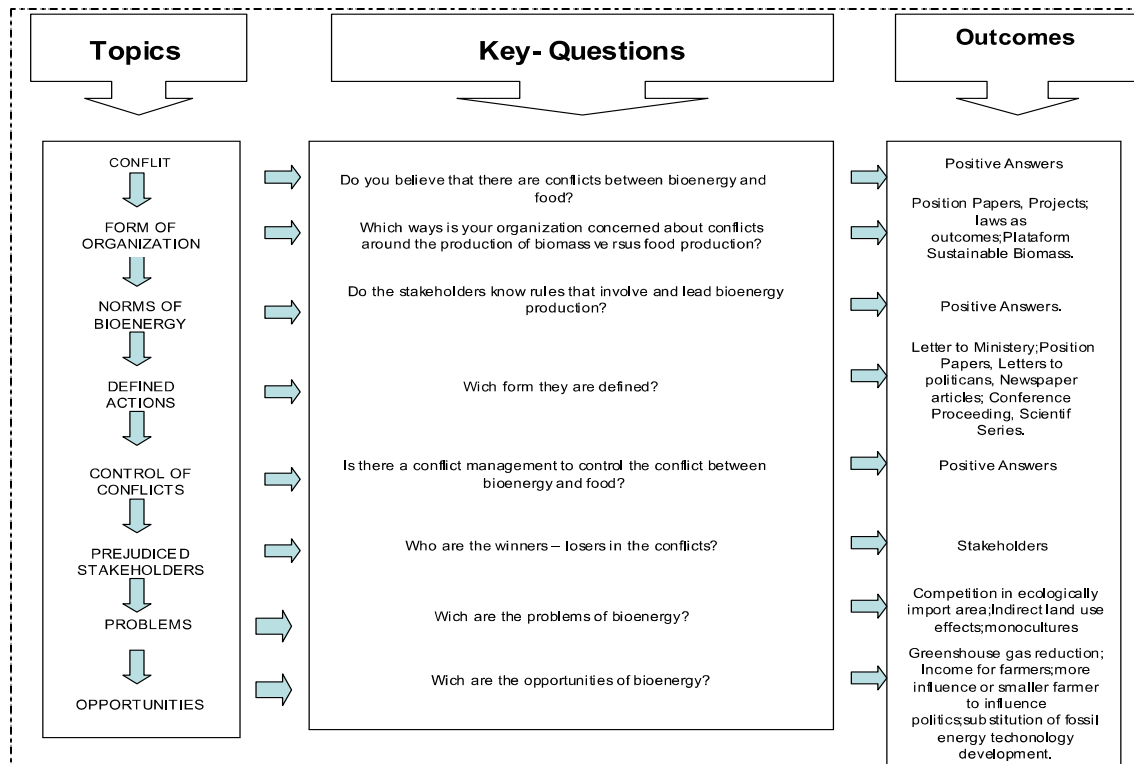 Topics
Key- Questions
Outcomes
CONFLIT
FORM OF
ORGANIZATION
NORMS OF
BIOENERGY
DEFINED
ACTIONS
CONTROL OF
CONFLICTS
PREJUDICED
STAKEHOLDERS
PROBLEMS
OPPORTUNITIES
Do you believe that there are conflicts between bioenergy and
food?
Which ways is your organization concerned about conflicts
around the production of biomass ve rsus food production?
Do the stakeholders know rules that involve and lead bioenergy
production?
Wich form they are defined?
Is there a conflict management to control the conflict between
bioenergy and food?
Who are the winners – losers in the conflicts?
Wich are the problems of bioenergy?
Wich are the opportunities of bioenergy?
Positive Answers
Position Papers, Projects;
laws as
outcomes;Plataform
Sustainable Biomass.
Positive Answers.
Letter to Ministery;Position
Papers, Letters to
politicans, Newspaper
articles; Conference
Proceeding, Scientif
Series.
Positive Answers
Stakeholders
Competition in ecologically
import area;Indirect land use
effects;monocultures
Greenshouse gas reduction;
Income for farmers;more
influence or smaller farmer
to influence
politics;substitution of fossil
energy techonology
development.